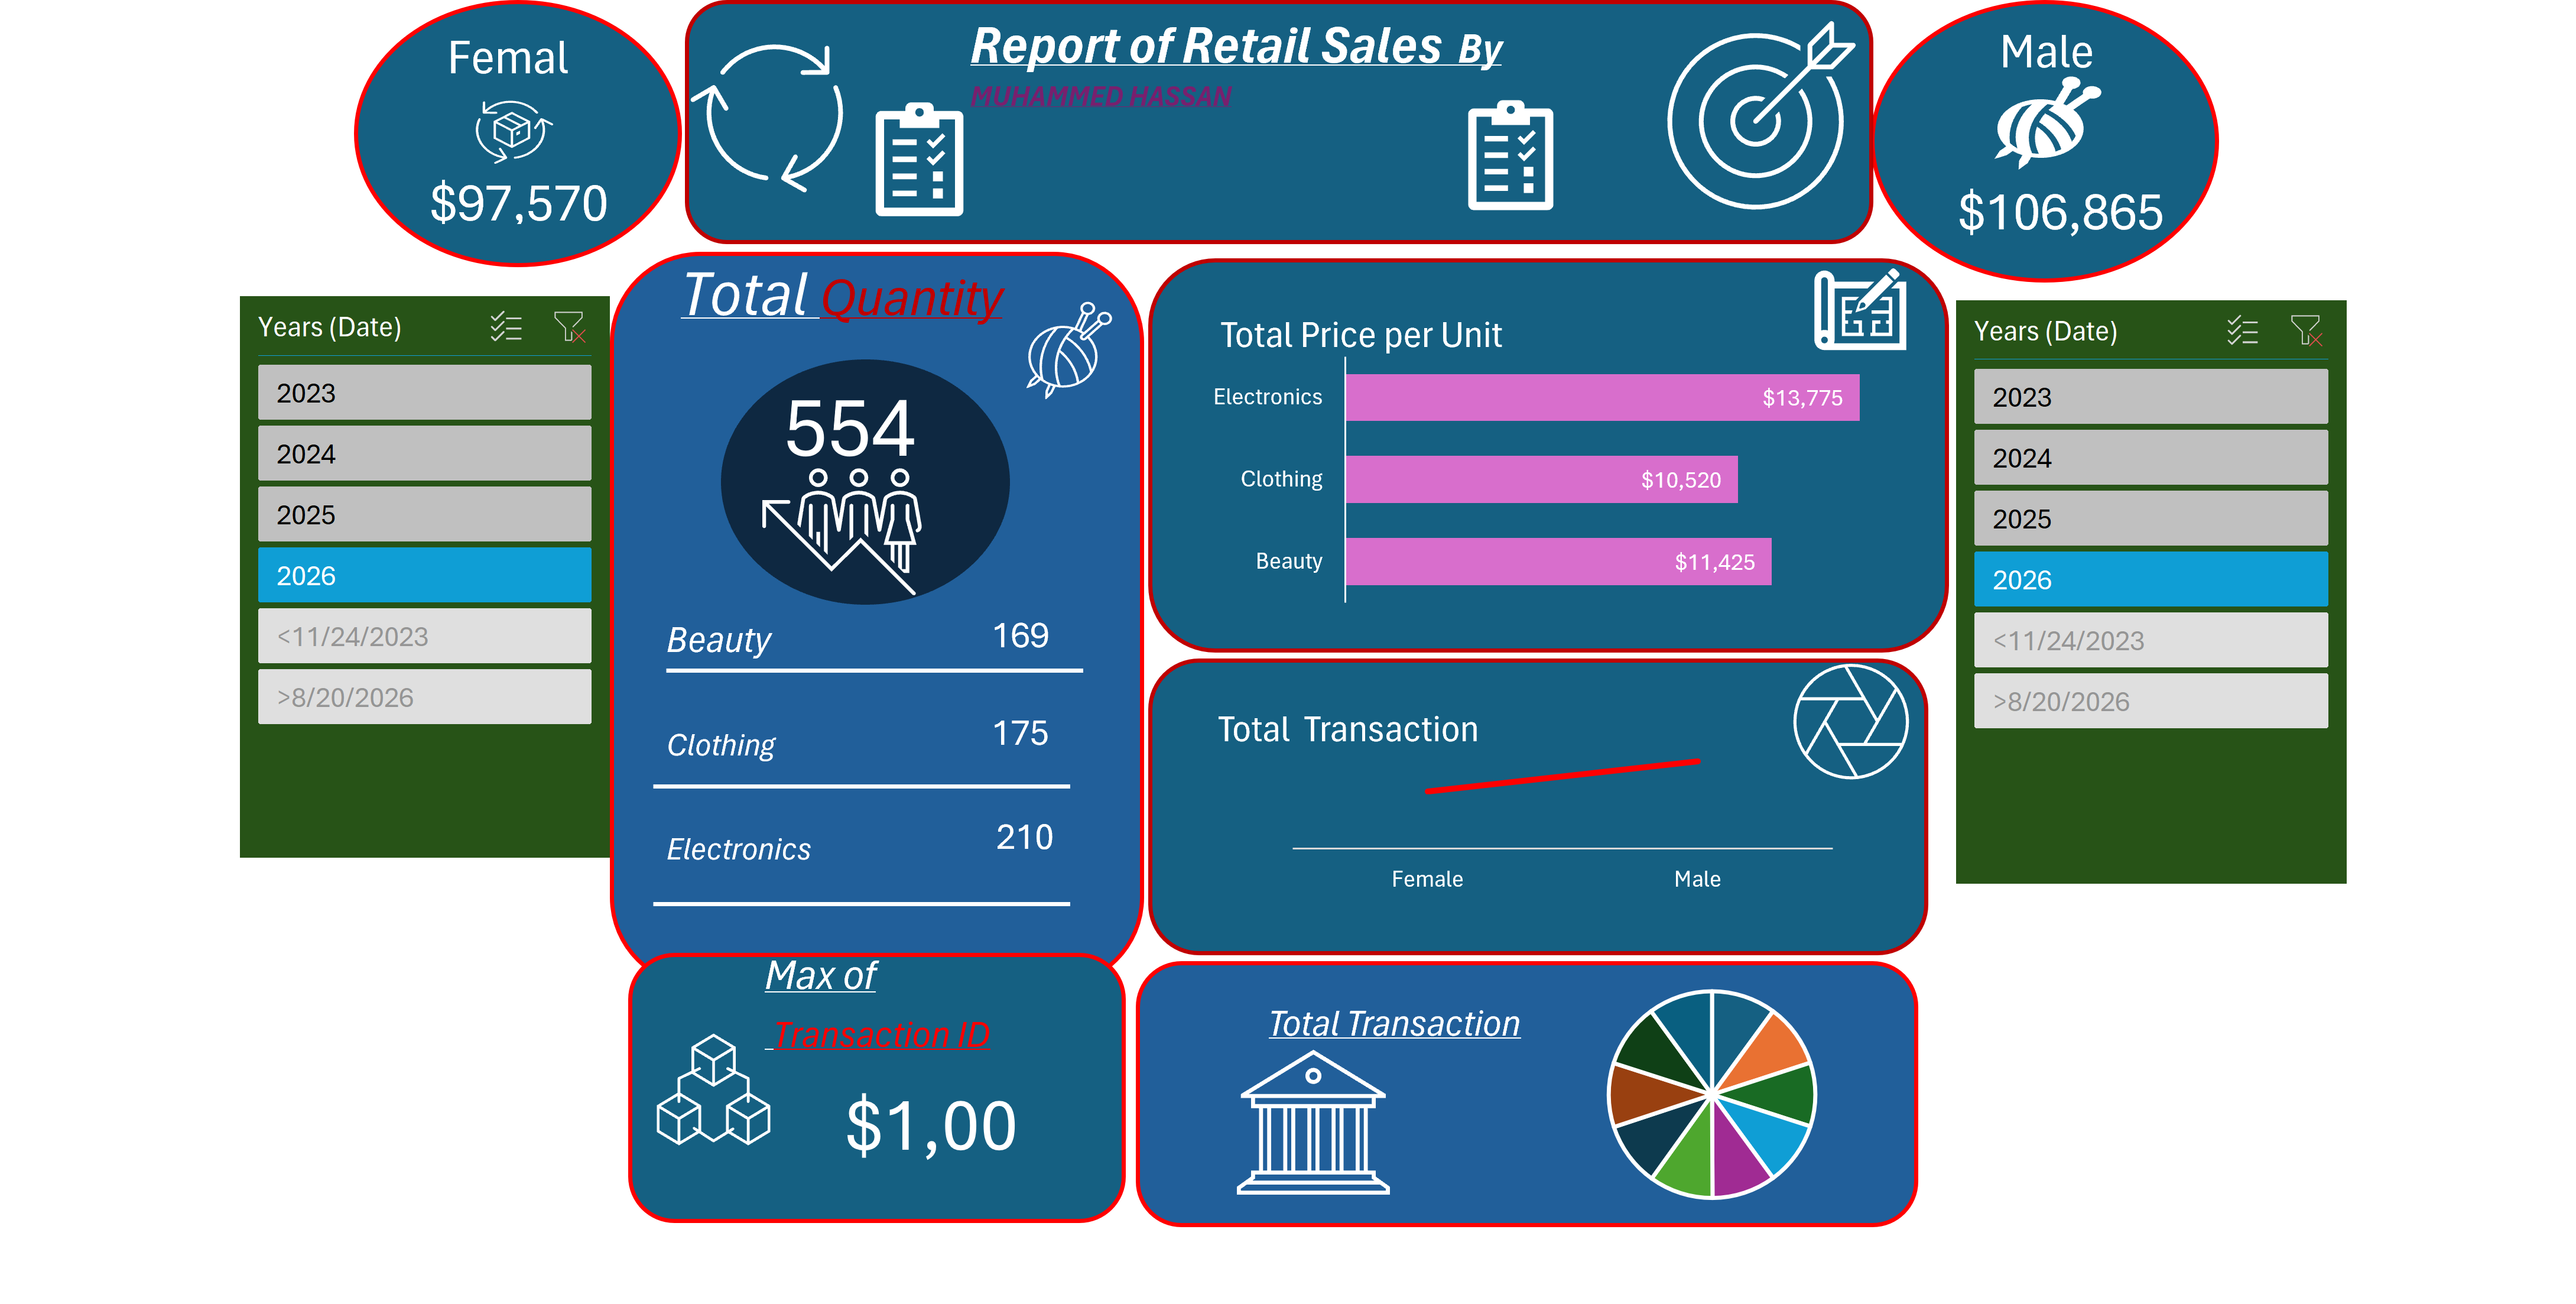 Femal
$97,570
Report of Retail Sales By
MUHAMMED HASSAN
Male
$106,865
Years (Date)
2023
2024
2025
2026
<11/24/2023
>8/20/2026
Total Quantity
554
Beauty 169
Clothing 175
Electronics 210
Total Price per Unit
Electronics $13,775
Clothing $10,520
Beauty $11,425
Total Transaction
Female Male
Years (Date)
2023
2024
2025
2026
<11/24/2023
>8/20/2026
Max of
Transaction ID
$1,00
Total Transaction